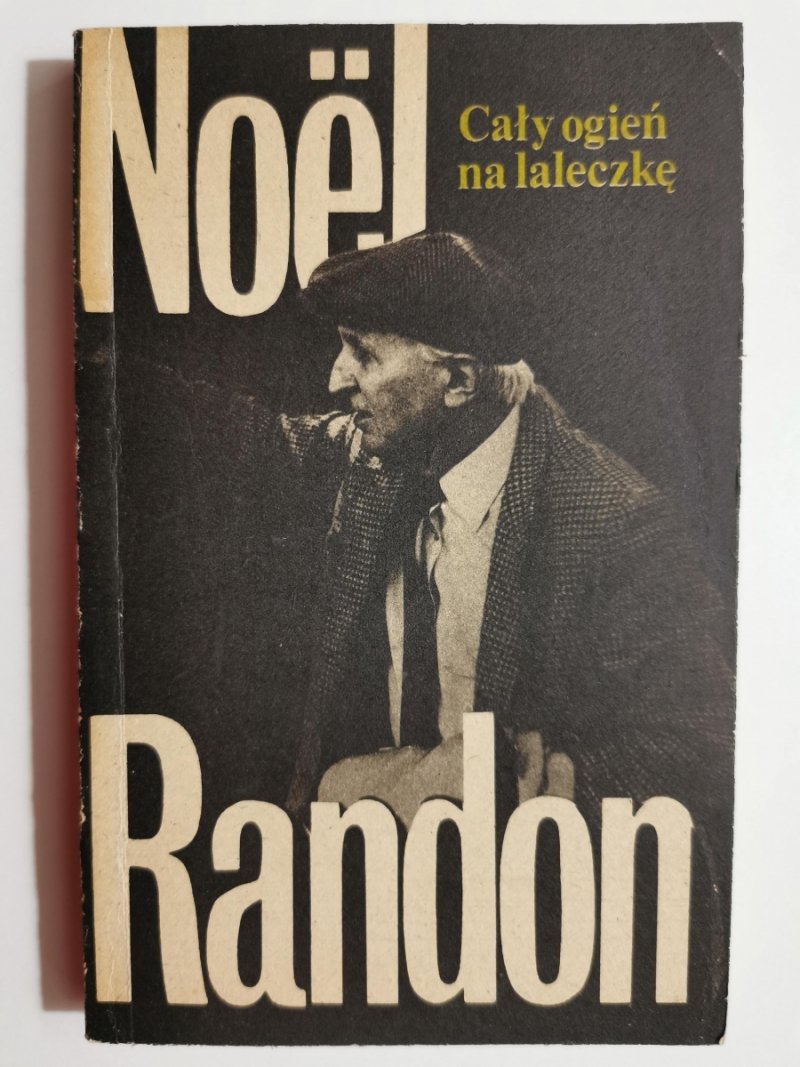 Noël
Cały ogień
na laleczkę
Randon